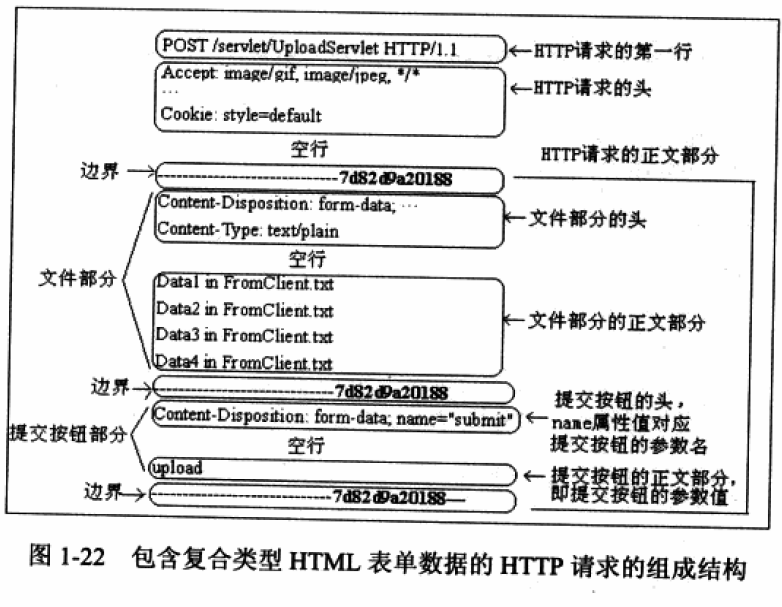 POST /servlet/UploadServlet HTTP/1.1
HTTP请求的第一行
Accept: image/gif, image/jpeg, */*
…
Cookie: style=default
HTTP请求的头
空行
HTTP请求的正文部分
边界
-----------------------------7d82d9a20188
Content-Disposition: form-data; …
Content-Type: text/plain
文件部分的头
空行
文件部分
Data1 in FromClient.txt
Data2 in FromClient.txt
Data3 in FromClient.txt
Data4 in FromClient.txt
文件部分的正文部分
边界
-----------------------------7d82d9a20188
Content-Disposition: form-data; name="submit"
提交按钮的头,
name属性值对应
提交按钮的参数名
提交按钮部分
空行
upload
提交按钮的正文部分,
即提交按钮的参数值
边界
-----------------------------7d82d9a20188—
图 1-22 包含复合类型 HTML 表单数据的 HTTP 请求的组成结构